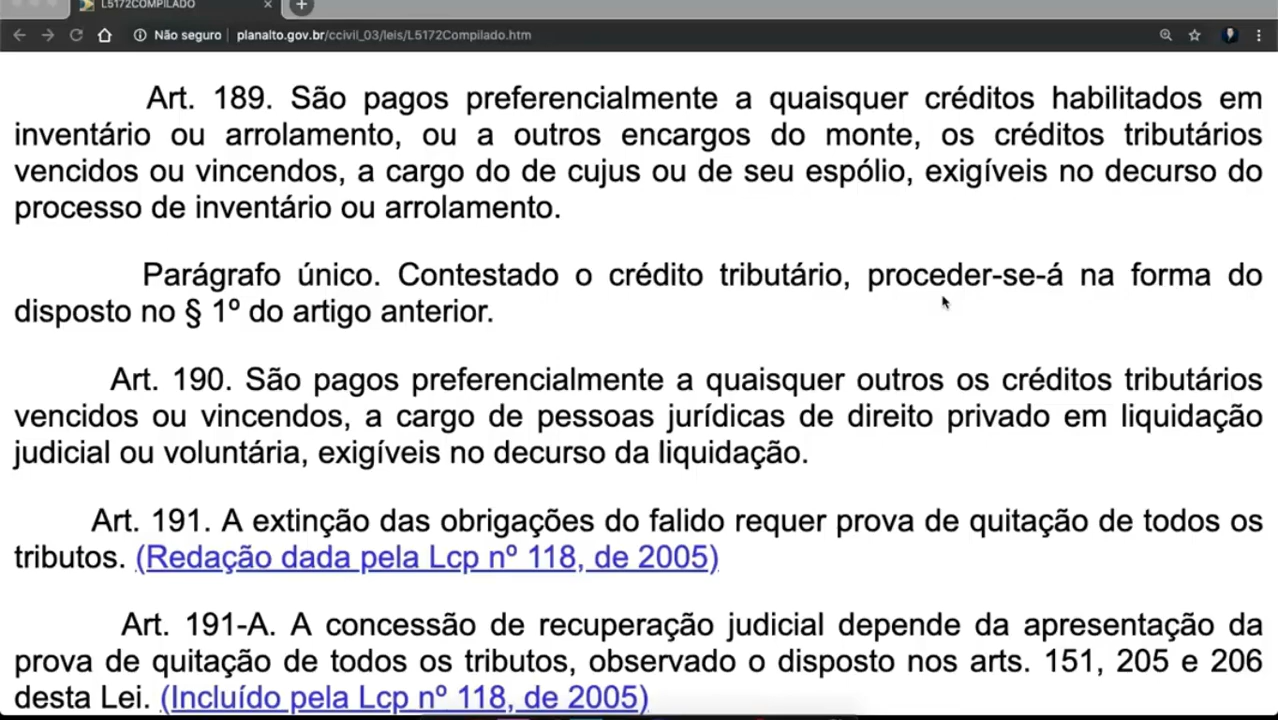 L5172COMPILADO
Não seguro | planalto.gov.br/ccivil_03/leis/L5172Compilado.htm
Art. 189. São pagos preferencialmente a quaisquer créditos habilitados em
inventário ou arrolamento, ou a outros encargos do monte, os créditos tributários
vencidos ou vincendos, a cargo do de cujus ou de seu espólio, exigíveis no decurso do
processo de inventário ou arrolamento.
Parágrafo único. Contestado o crédito tributário, proceder-se-á na forma do
disposto no § 1º do artigo anterior.
Art. 190. São pagos preferencialmente a quaisquer outros os créditos tributários
vencidos ou vincendos, a cargo de pessoas jurídicas de direito privado em liquidação
judicial ou voluntária, exigíveis no decurso da liquidação.
Art. 191. A extinção das obrigações do falido requer prova de quitação de todos os
tributos. (Redação dada pela Lcp nº 118, de 2005)
Art. 191-A. A concessão de recuperação judicial depende da apresentação da
prova de quitação de todos os tributos, observado o disposto nos arts. 151, 205 e 206
desta Lei. (Incluído pela Lcp nº 118, de 2005)